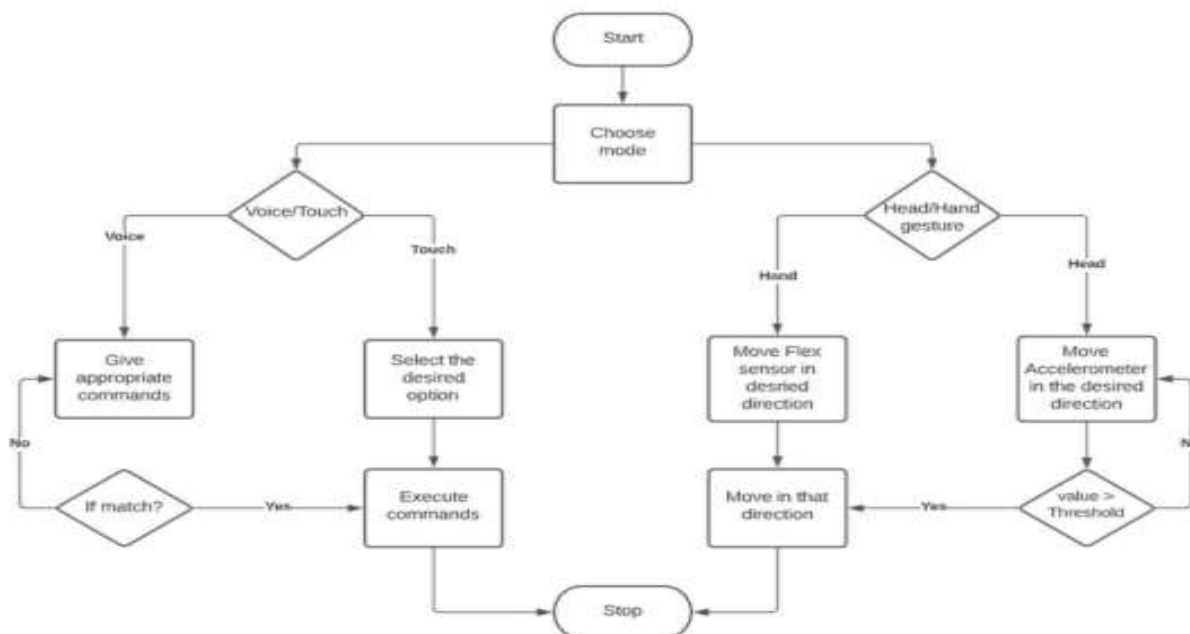 Start
Choose
mode
Voice/Touch
Head/Hand
gesture
Voice
Touch
Hand
Head
Give
appropriate
commands
Select the
desired
option
Move Flex
sensor in
desried
direction
Move
Accelerometer
in the desired
direction
No
N
If match?
Yes
Execute
commands
Move in that
direction
Yes
value >
Threshold
Stop